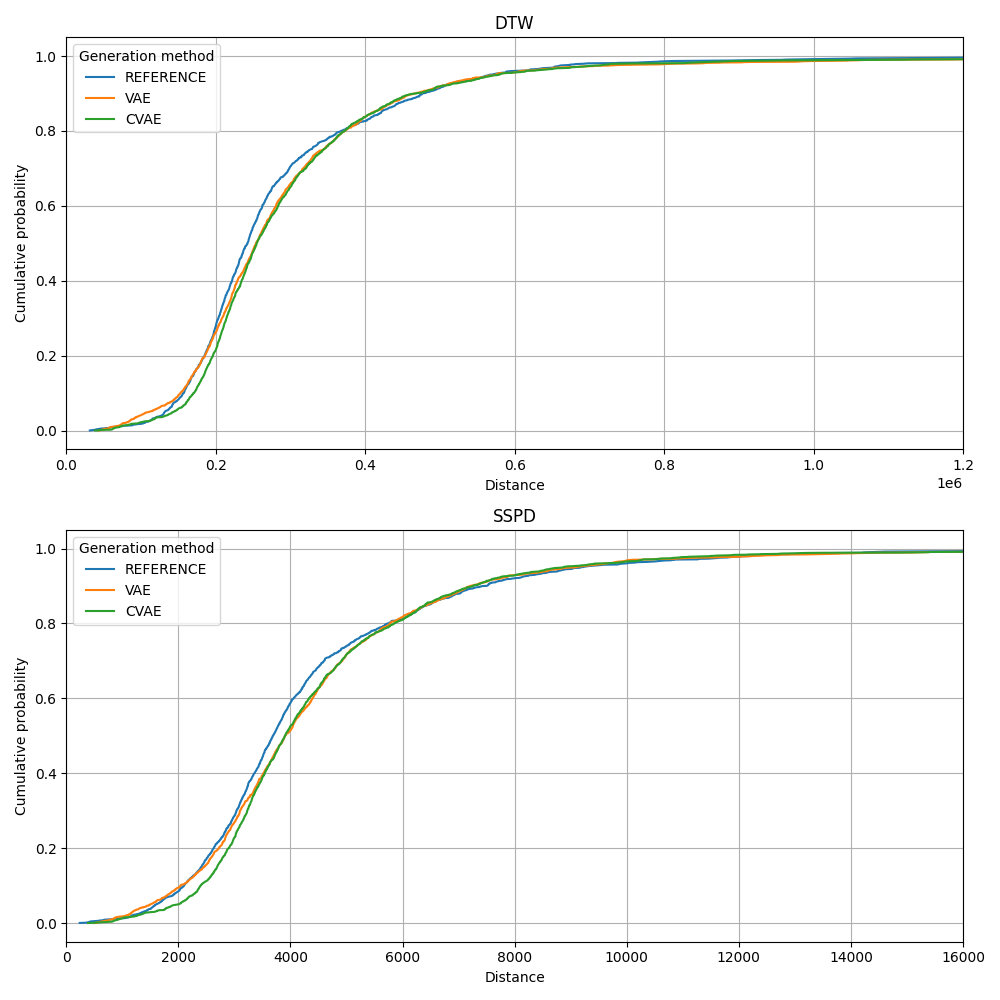 DTW
Generation method
REFERENCE
VAE
CVAE
1.0
0.8
0.6
0.4
0.2
0.0
Cumulative probability
0.0 0.2 0.4 0.6 0.8 1.0 1.2
Distance
1e6
SSPD
Generation method
REFERENCE
VAE
CVAE
1.0
0.8
0.6
0.4
0.2
0.0
Cumulative probability
0 2000 4000 6000 8000 10000 12000 14000 16000
Distance